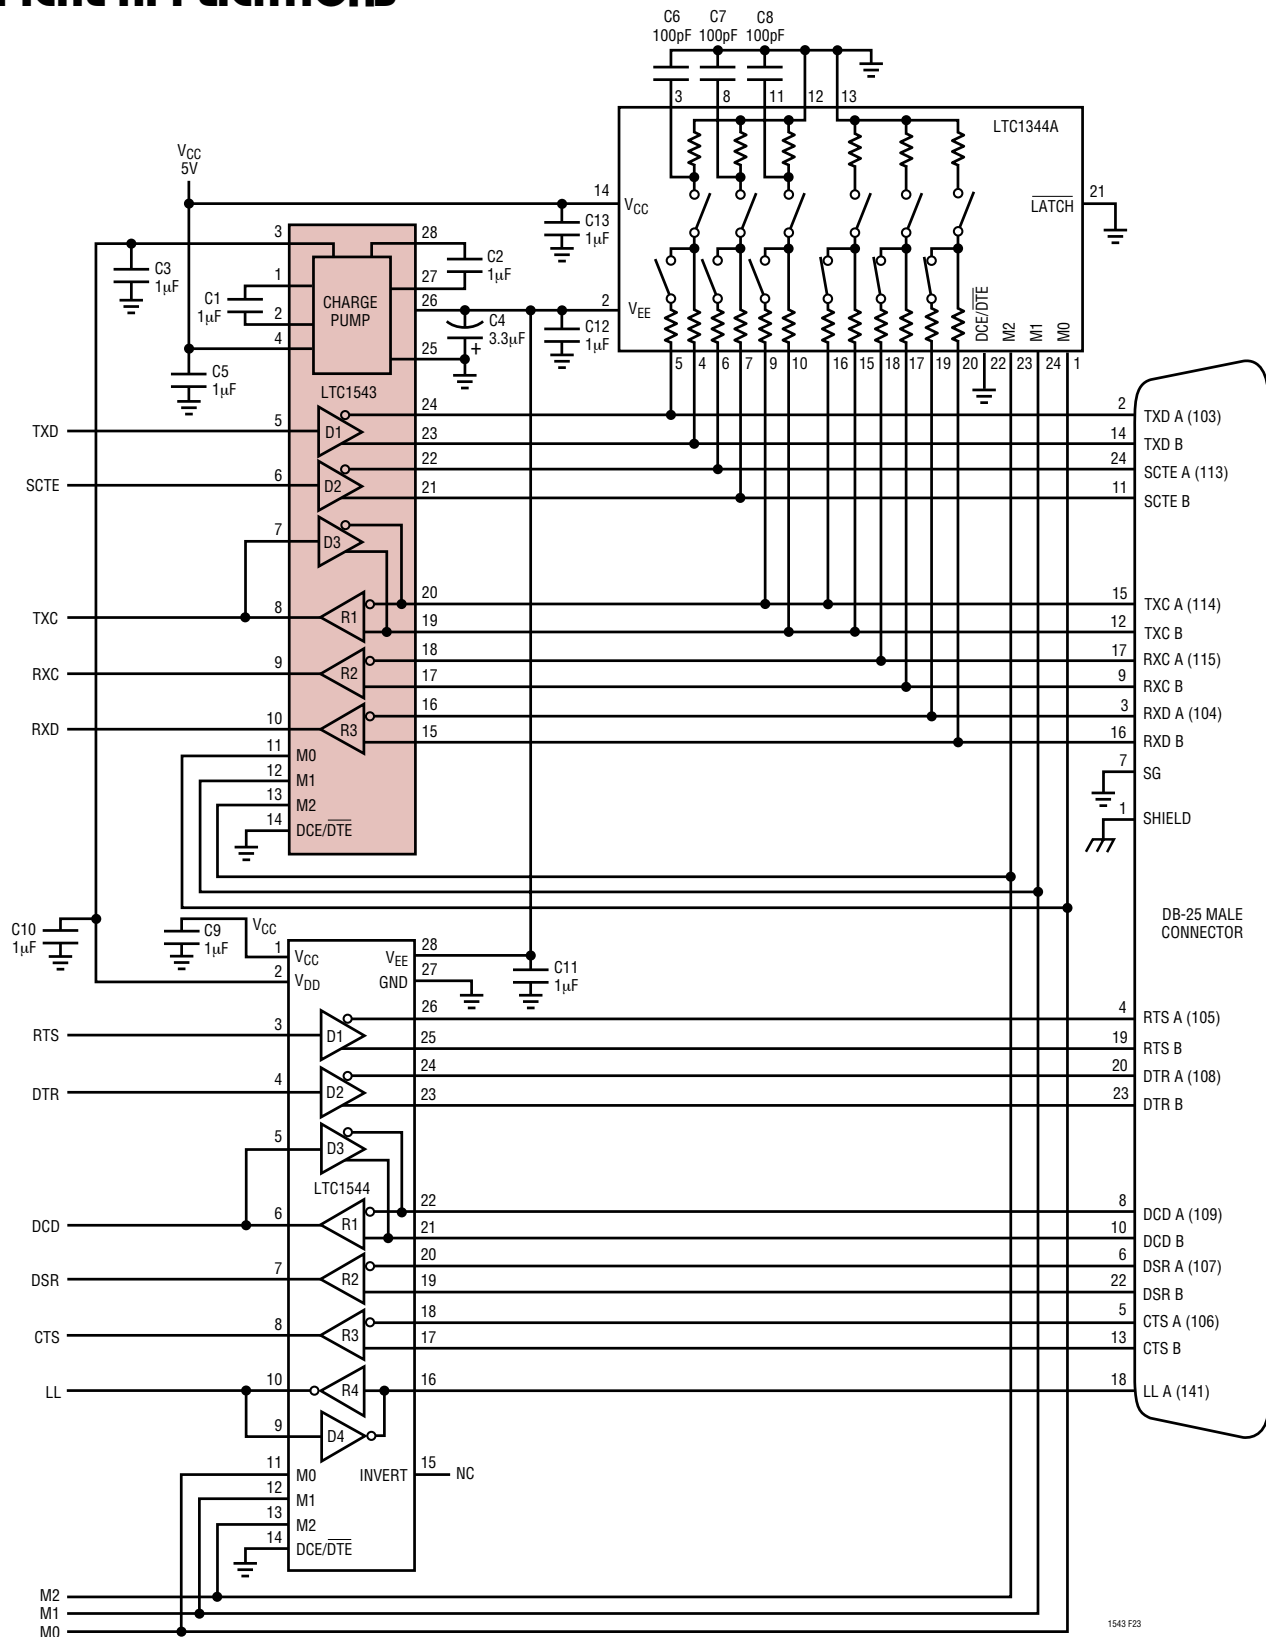 C6 C7 C8
100pF 100pF 100pF
3 8 11 12 13
LTC1344A
VCC
5V
14
VCC
LATCH
21
C13
1µF
3
28
C3
1µF
1
C1
1µF
2
4
CHARGE
PUMP
C2
1µF
27
26
2
VEE
C4
3.3µF
+
C12
1µF
25
DCE/DTE
M2
M1
M0
C5
1µF
LTC1543
5 4 6 7 9 10 16 15 18 17 19 20 22 23 24 1
TXD
5
D1
24
2
TXD A (103)
23
14
TXD B
SCTE
6
D2
22
24
SCTE A (113)
21
11
SCTE B
7
D3
TXC
8
R1
20
15
TXC A (114)
19
12
TXC B
RXC
9
R2
18
17
RXC A (115)
17
9
RXC B
RXD
10
R3
16
3
RXD A (104)
15
16
RXD B
11
M0
12
M1
13
M2
14
DCE/DTE
7
SG
1
SHIELD
DB-25 MALE
CONNECTOR
C10
1µF
C9
1µF
VCC
1
VCC
2
VDD
VEE
28
GND
27
C11
1µF
RTS
3
D1
26
4
RTS A (105)
25
19
RTS B
DTR
4
D2
24
20
DTR A (108)
23
23
DTR B
5
D3
LTC1544
DCD
6
R1
22
8
DCD A (109)
21
10
DCD B
DSR
7
R2
20
6
DSR A (107)
19
22
DSR B
CTS
8
R3
18
5
CTS A (106)
17
13
CTS B
LL
10
R4
16
18
LL A (141)
9
D4
11
M0
INVERT
15
NC
12
M1
13
M2
14
DCE/DTE
M2
M1
M0
1543 F23